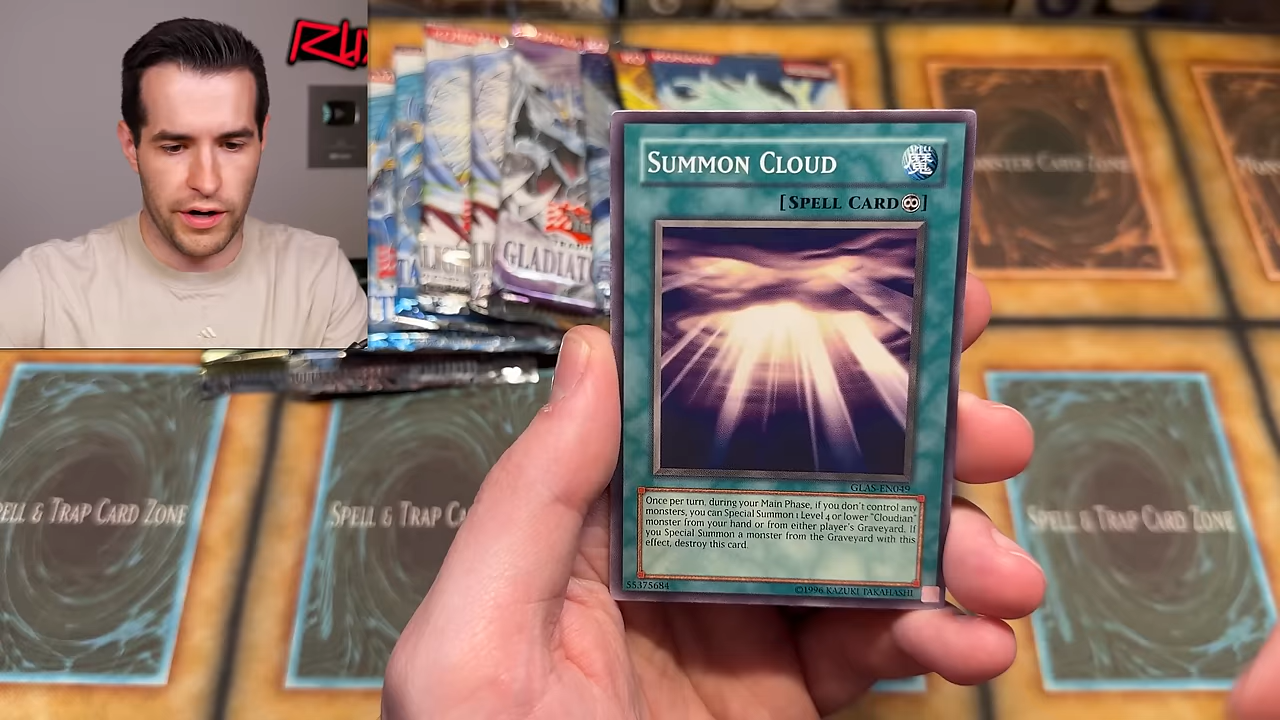 SUMMON CLOUD
SPELL
魔
[SPELL CARD]
GLAS-EN049
Once per turn, during your Main Phase, if you don't control any
monsters, you can Special Summon 1 Level 4 or lower "Cloudian"
monster from your hand or from either player's Graveyard. If
you Special Summon a monster from the Graveyard with this
effect, destroy this card.
55375684
©1996 KAZUKI TAKAHASHI
GLADIAT
MONSTER CARD ZONE
SPELL & TRAP CARD ZONE
SPELL & TRAP CA
SPELL & TRAP CARD ZONE